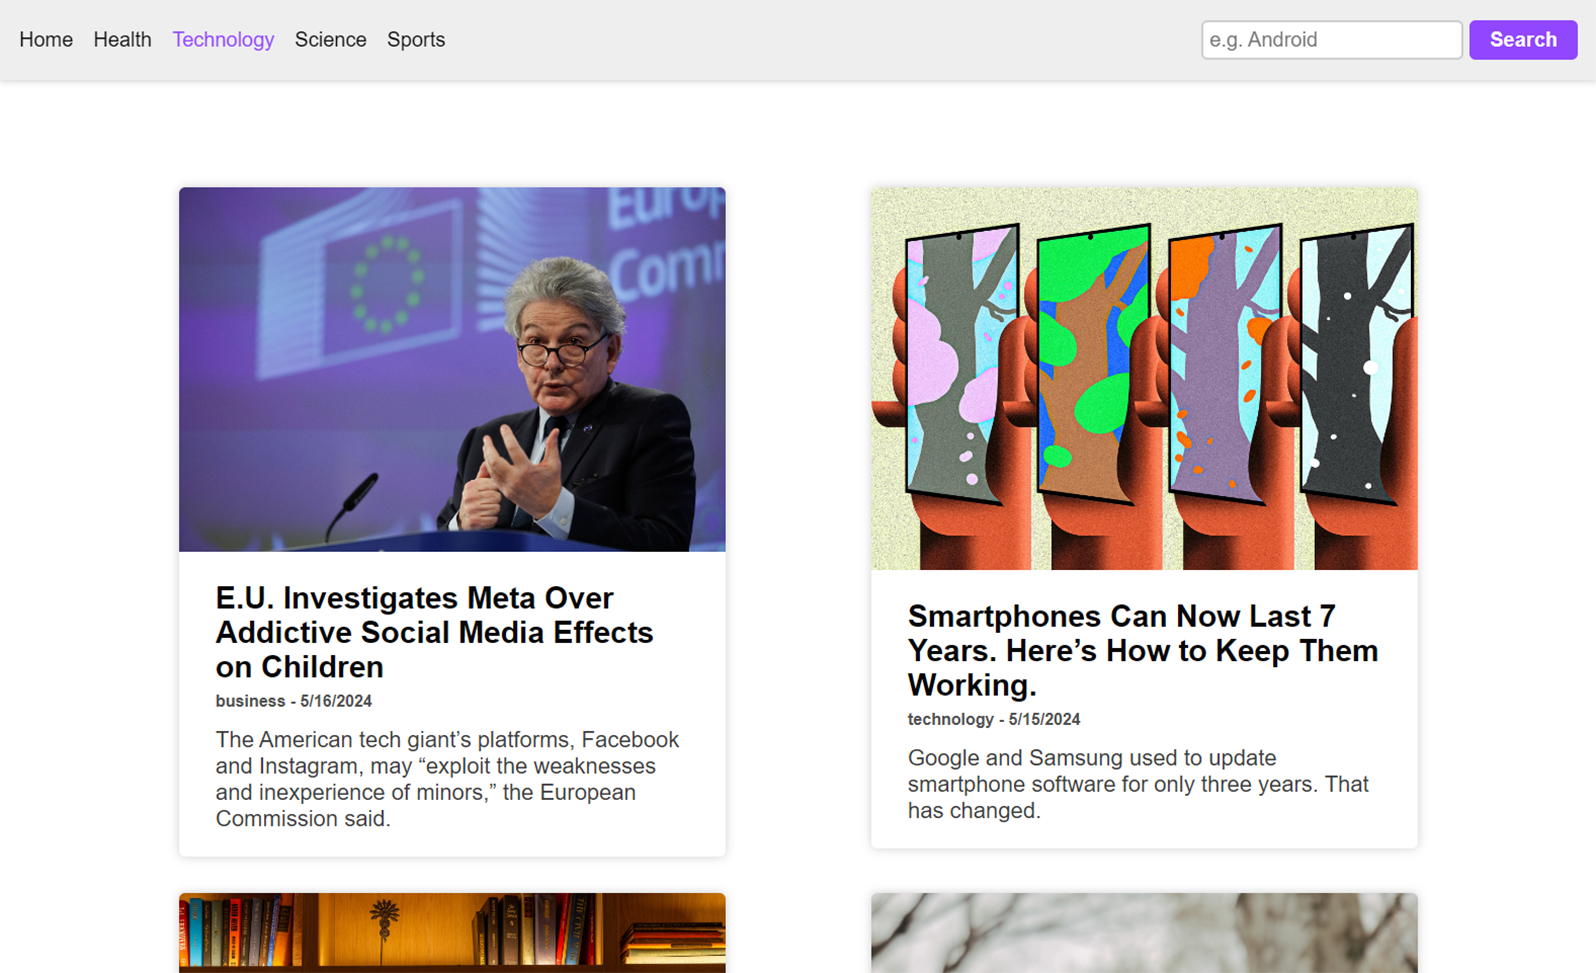 Home Health Technology Science Sports
e.g. Android
Search
Europ
Comm
E.U. Investigates Meta Over
Addictive Social Media Effects
on Children
business - 5/16/2024
The American tech giant’s platforms, Facebook
and Instagram, may “exploit the weaknesses
and inexperience of minors,” the European
Commission said.
Smartphones Can Now Last 7
Years. Here’s How to Keep Them
Working.
technology - 5/15/2024
Google and Samsung used to update
smartphone software for only three years. That
has changed.